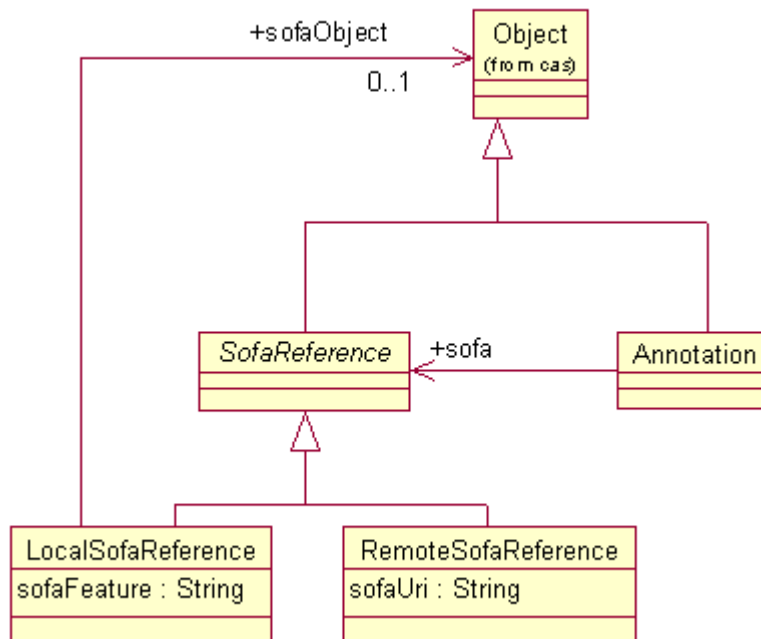 +sofaObject
Object
(from cas)
0..1
SofaReference
+sofa
Annotation
LocalSofaReference
sofaFeature : String
RemoteSofaReference
sofaUri : String